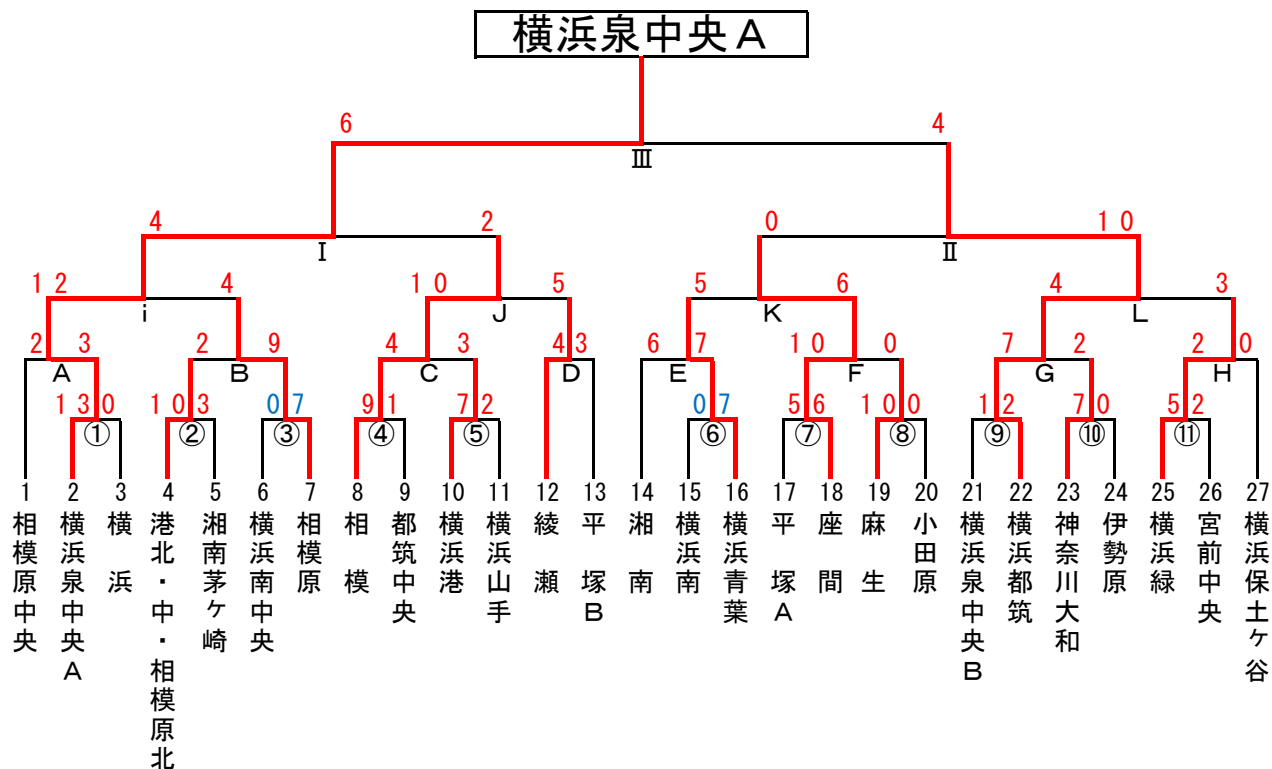 横浜泉中央A
6 4
Ⅲ
4 2 0 10
Ⅰ Ⅱ
12 4 10 5 5 6 4 3
i J K L
2 3 2 9 4 3 4 3 6 7 10 0 7 2 2 0
A B C D E F G H
13 0 10 3 0 7 9 1 7 2 0 7 5 6 10 0 1 2 7 0 5 2
① ② ③ ④ ⑤ ⑥ ⑦ ⑧ ⑨ ⑩ ⑪
1 2 3 4 5 6 7 8 9 10 11 12 13 14 15 16 17 18 19 20 21 22 23 24 25 26 27
相模原中央
横浜泉中央A
横浜
港北・中・相模原北
湘南茅ケ崎
横浜南中央
相模原
相模
都筑中央
横浜港
横浜山手
綾瀬
平塚B
湘南
横浜南
横浜青葉
平塚A
座間
麻生
小田原
横浜泉中央B
横浜都筑
神奈川大和
伊勢原
横浜緑
宮前中央
横浜保土ケ谷